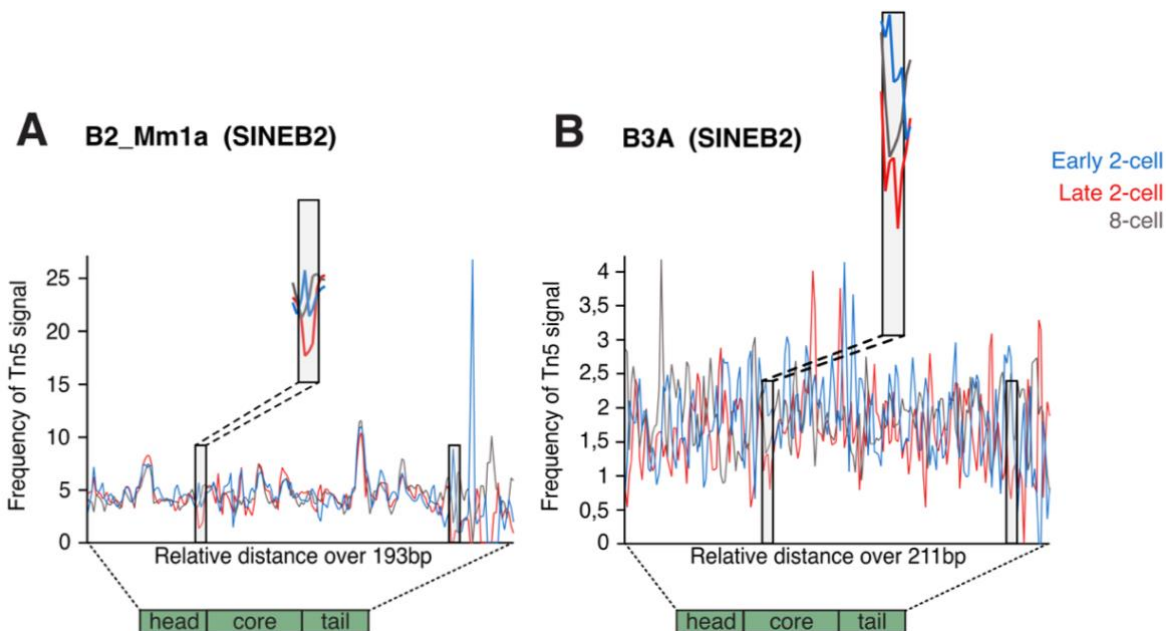 A B2_Mm1a (SINEB2)
Frequency of Tn5 signal
25
20
15
10
5
0
Relative distance over 193bp
head core tail
B B3A (SINEB2)
Early 2-cell
Late 2-cell
8-cell
Frequency of Tn5 signal
4
3,5
3
2,5
2
1,5
1
0,5
0
Relative distance over 211bp
head core tail